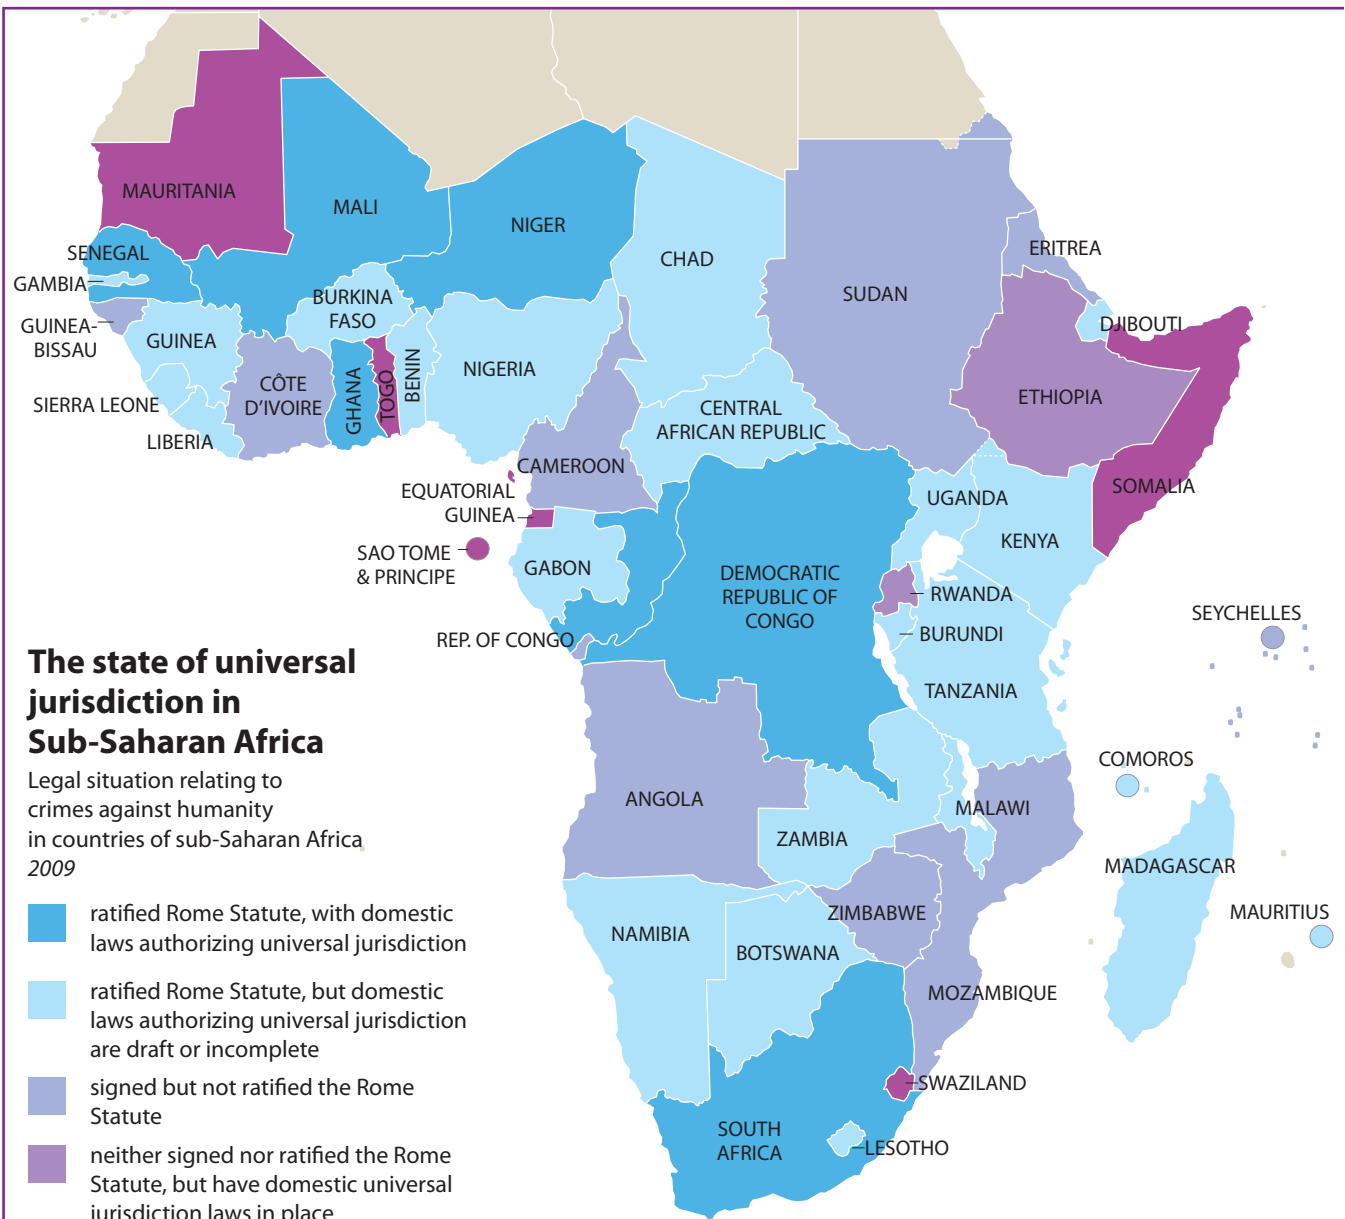 MAURITANIA
MALI
NIGER
CHAD
SUDAN
ERITREA
SENEGAL
GAMBIA
GUINEA-
BISSAU
GUINEA
BURKINA
FASO
SIERRA LEONE
LIBERIA
CÔTE
D'IVOIRE
GHANA
TOGO
BENIN
NIGERIA
CENTRAL
AFRICAN REPUBLIC
CAMEROON
DJIBOUTI
ETHIOPIA
SOMALIA
EQUATORIAL
GUINEA
SAO TOME
& PRINCIPE
GABON
REP. OF CONGO
DEMOCRATIC
REPUBLIC OF
CONGO
UGANDA
KENYA
RWANDA
BURUNDI
TANZANIA
SEYCHELLES
COMOROS
ANGOLA
ZAMBIA
MALAWI
MADAGASCAR
MAURITIUS
NAMIBIA
BOTSWANA
ZIMBABWE
MOZAMBIQUE
SWAZILAND
SOUTH
AFRICA
LESOTHO
The state of universal
jurisdiction in
Sub-Saharan Africa
Legal situation relating to
crimes against humanity
in countries of sub-Saharan Africa
2009
ratified Rome Statute, with domestic
laws authorizing universal jurisdiction
ratified Rome Statute, but domestic
laws authorizing universal jurisdiction
are draft or incomplete
signed but not ratified the Rome
Statute
neither signed nor ratified the Rome
Statute, but have domestic universal
jurisdiction laws in place